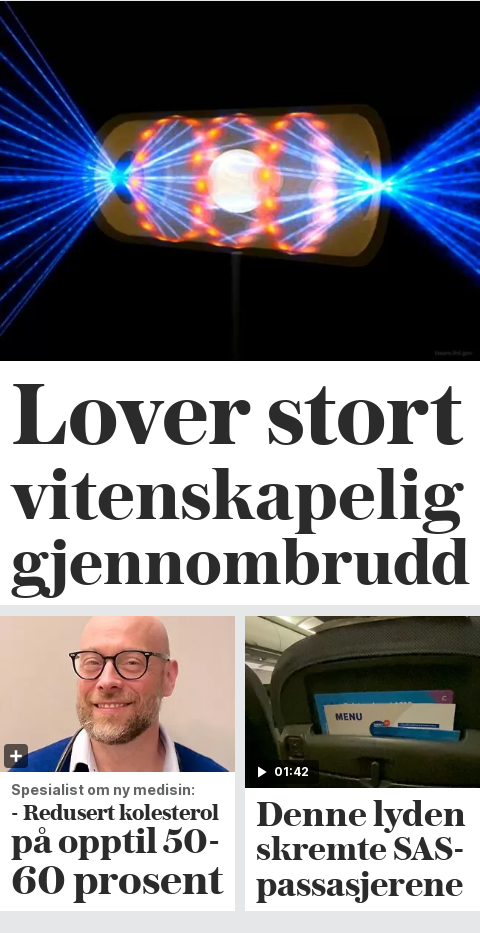 Lover stort
vitenskapelig
gjennombrudd
Spesialist om ny medisin:
- Redusert kolesterol
på opptil 50-
60 prosent
MENU
01:42
Denne lyden
skremte SAS-
passasjerene